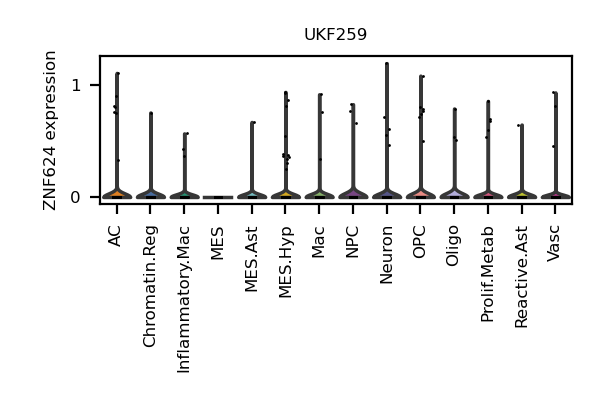 UKF259
ZNF624 expression
1
0
AC
Chromatin.Reg
Inflammatory.Mac
MES
MES.Ast
MES.Hyp
Mac
NPC
Neuron
OPC
Oligo
Prolif.Metab
Reactive.Ast
Vasc